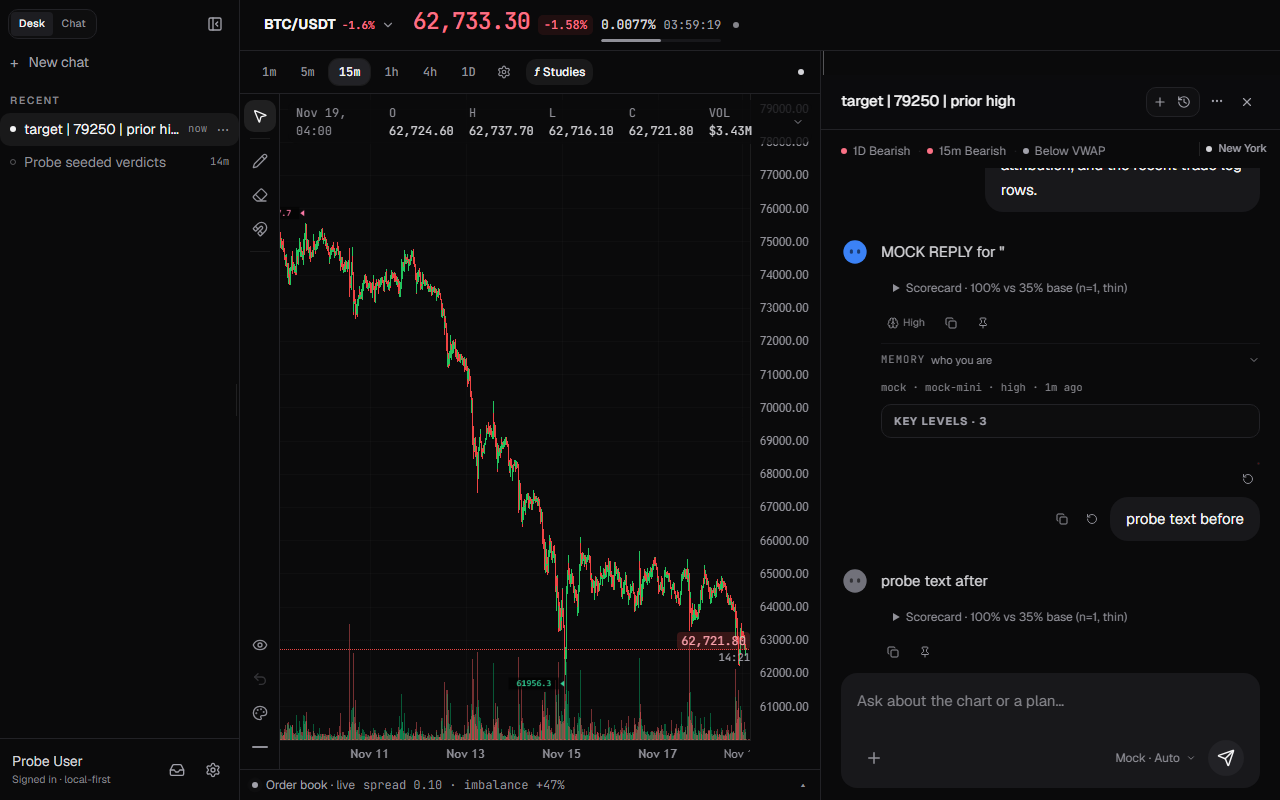 Desk Chat
+ New chat
RECENT
target | 79250 | prior hi... now ...
Probe seeded verdicts 14m
Probe User
Signed in · local-first
BTC/USDT -1.6% 62,733.30 -1.58% 0.0077% 03:59:19
1m 5m 15m 1h 4h 1D f Studies
Nov 19, 04:00
O 62,724.60
H 62,737.70
L 62,716.10
C 62,721.80
VOL $3.43M
79000.00
78000.00
77000.00
76000.00
75000.00
74000.00
73000.00
72000.00
71000.00
70000.00
69000.00
68000.00
67000.00
66000.00
65000.00
64000.00
63000.00
62000.00
61000.00
62,721.80
14:21
61956.3
Nov 11 Nov 13 Nov 15 Nov 17 Nov
Order book · live spread 0.10 · imbalance +47%
target | 79250 | prior high
1D Bearish · 15m Bearish · Below VWAP New York
attribution, and the recent trade log
rows.
MOCK REPLY for "
Scorecard · 100% vs 35% base (n=1, thin)
High
MEMORY who you are
mock · mock-mini · high · 1m ago
KEY LEVELS · 3
probe text before
probe text after
Scorecard · 100% vs 35% base (n=1, thin)
Ask about the chart or a plan...
Mock · Auto